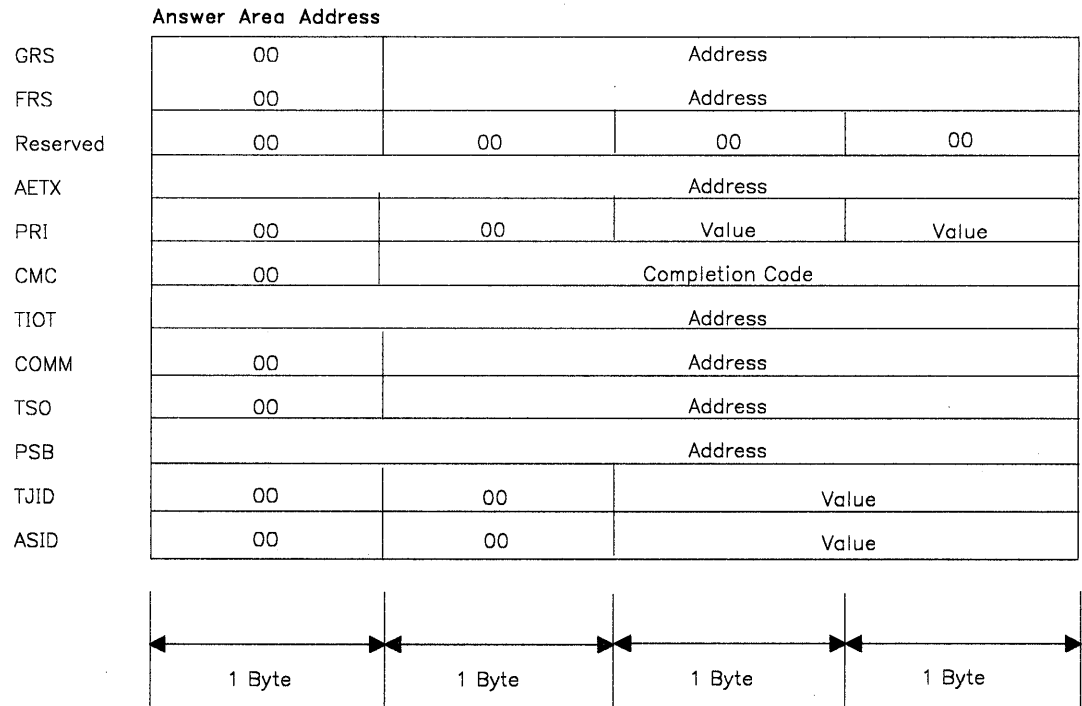 Answer Area Address
GRS 00 Address
FRS 00 Address
Reserved 00 00 00 00
AETX Address
PRI 00 00 Value Value
CMC 00 Completion Code
TIOT Address
COMM 00 Address
TSO 00 Address
PSB Address
TJID 00 00 Value
ASID 00 00 Value
1 Byte 1 Byte 1 Byte 1 Byte